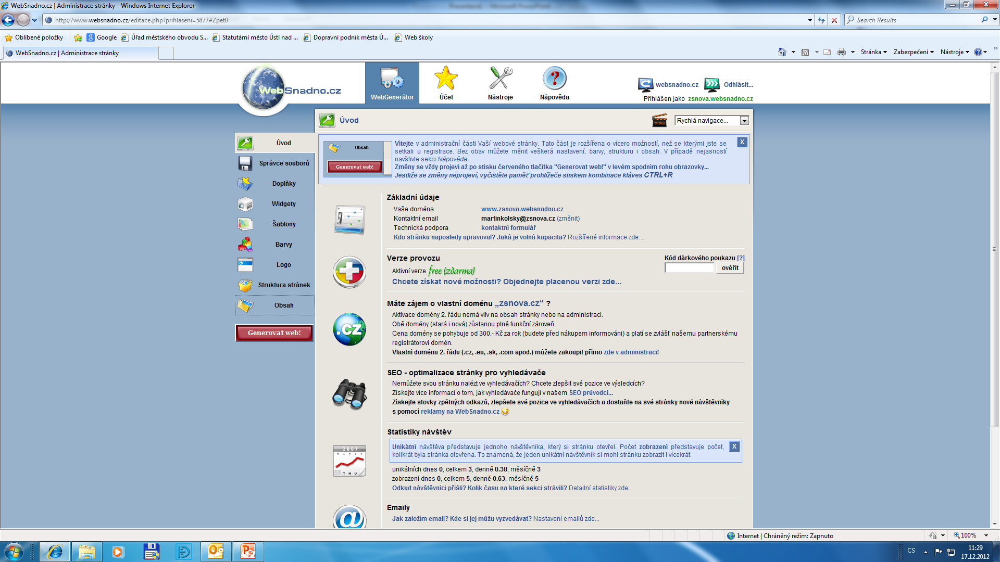 WebSnadno.cz | Administrace stránky - Windows Internet Explorer
http://www.websnadno.cz/editace.php?prihlaseni=5877#Zpet0
Search Results
Oblíbené položky
Google
Úřad městského obvodu S...
Statutární město Ústí nad ...
Dopravní podnik města Ú...
Web školy
WebSnadno.cz | Administrace stránky
Stránka
Zabezpečení
Nástroje
WebSnadno.cz
WebGenerátor
Účet
Nástroje
Nápověda
websnadno.cz
Odhlásit...
Přihlášen jako zsnova.websnadno.cz
Úvod
Rychlá navigace...
Úvod
Správce souborů
Doplňky
Widgety
Šablony
Barvy
Logo
Struktura stránek
Obsah
Generovat web!
Obsah
Generovat web!
Vítejte v administrační části Vaší webové stránky. Tato část je rozšířena o vícero možností, než se kterými jste se
setkali u registrace. Bez obav můžete měnit veškerá nastavení, barvy, strukturu i obsah. V případě nejasností
navštivte sekci Nápověda.
Změny se vždy projeví až po stisku červeného tlačítka "Generovat web!" v levém spodním rohu obrazovky...
Jestliže se změny neprojeví, vyčistěte paměť prohlížeče stiskem kombinace kláves CTRL+R
X
Základní údaje
Vaše doména www.zsnova.websnadno.cz
Kontaktní email martinkolsky@zsnova.cz (změnit)
Technická podpora kontaktní formulář
Kdo stránku naposledy upravoval? Jaká je volná kapacita? Rozšířené informace zde...
Verze provozu
Kód dárkového poukazu [?]
Aktivní verze free (zdarma)
ověřit
Chcete získat nové možnosti? Objednejte placenou verzi zde...
Máte zájem o vlastní doménu „zsnova.cz“ ?
.cz
Aktivace domény 2. řádu nemá vliv na obsah stránky nebo na administraci.
Obě domény (stará i nová) zůstanou plně funkční zároveň.
Cena domény se pohybuje od 300,- Kč za rok (budete před nákupem informováni) a platí se zvlášť našemu partnerskému
registrátorovi domén.
Vlastní doménu 2. řádu (.cz, .eu, .sk, .com apod.) můžete zakoupit přímo zde v administraci!
SEO - optimalizace stránky pro vyhledávače
Nemůžete svou stránku nalézt ve vyhledávačích? Chcete zlepšit své pozice ve výsledcích?
Získejte více informací o tom, jak vyhledávače fungují v našem SEO průvodci...
Získejte stovky zpětných odkazů, zlepšete své pozice ve vyhledávačích a dostaňte na své stránky nové návštěvníky
s pomocí reklamy na WebSnadno.cz
Statistiky návštěv
2007
MARCH
THU
Unikátní návštěva představuje jednoho návštěvníka, který si stránku otevřel. Počet zobrazení představuje počet,
kolikrát byla stránka otevřena. To znamená, že jeden unikátní návštěvník si mohl stránku zobrazit i vícekrát.
X
unikátních dnes 0, celkem 3, denně 0.38, měsíčně 3
zobrazení dnes 0, celkem 5, denně 0.63, měsíčně 5
Odkud návštěvníci přišli? Kolik času na které sekci strávili? Detailní statistiky zde...
Emaily
Jak založím email? Kde si jej můžu vyzvedávat? Nastavení emailů zde...
Internet | Chráněný režim: Zapnuto
100%
CS
11:29
17.12.2012